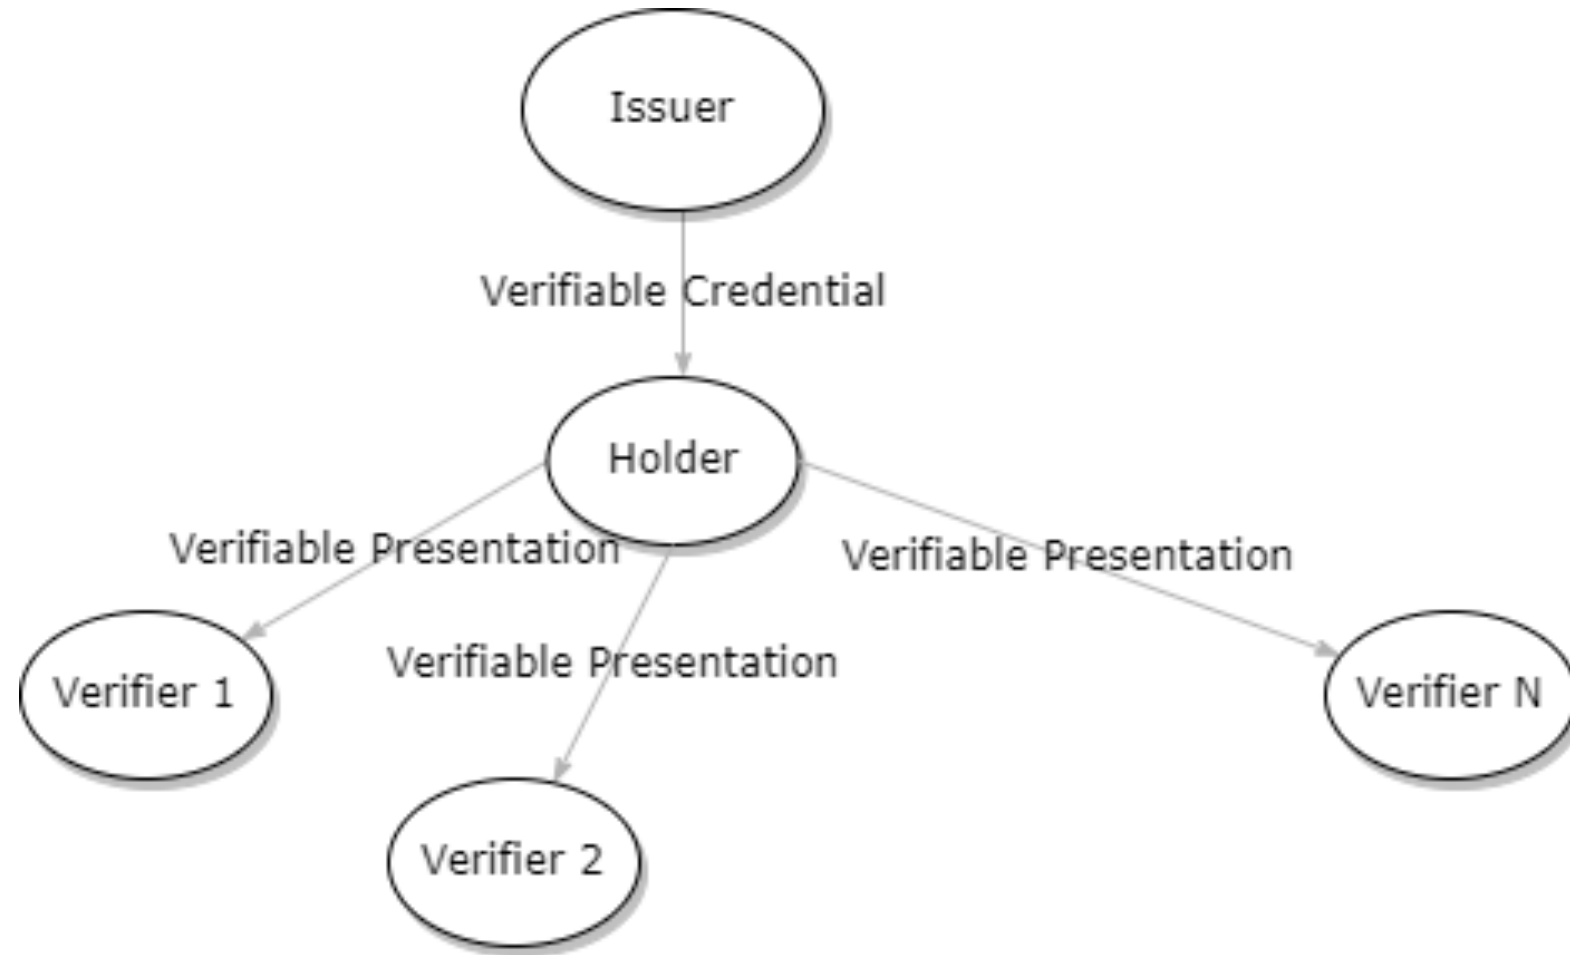 Issuer
Verifiable Credential
Holder
Verifiable Presentation
Verifiable Presentation
Verifiable Presentation
Verifier 1
Verifier N
Verifier 2